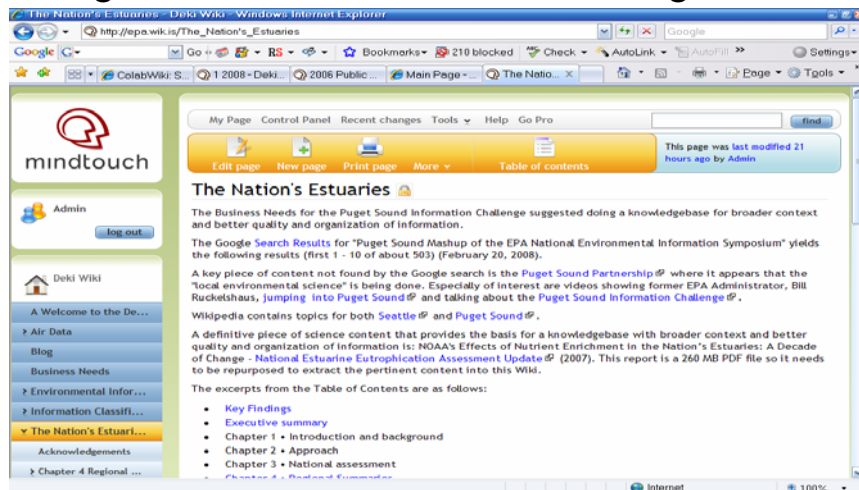 The Nation's Estuaries - Deki Wiki - Windows Internet Explorer
http://epa.wik.is/The_Nation's_Estuaries
Google
Google G Go RS Bookmarks 210 blocked Check AutoLink AutoFill Settings
ColabWiki: S... 1 2008 - Deki... 2006 Public ... Main Page - ... The Natio... X Page Tools
My Page Control Panel Recent changes Tools Help Go Pro find
mindtouch
Edit page New page Print page More Table of contents
This page was last modified 21
hours ago by Admin
Admin
log out
Deki Wiki
A Welcome to the De...
Air Data
Blog
Business Needs
Environmental Infor...
Information Classifi...
The Nation's Estuari...
Acknowledgements
Chapter 4 Regional ...
The Nation's Estuaries
The Business Needs for the Puget Sound Information Challenge suggested doing a knowledgebase for broader context
and better quality and organization of information.
The Google Search Results for "Puget Sound Mashup of the EPA National Environmental Information Symposium" yields
the following results (first 1 - 10 of about 503) (February 20, 2008).
A key piece of content not found by the Google search is the Puget Sound Partnership where it appears that the
"local environmental science" is being done. Especially of interest are videos showing former EPA Administrator, Bill
Ruckelshaus, jumping into Puget Sound and talking about the Puget Sound Information Challenge.
Wikipedia contains topics for both Seattle and Puget Sound.
A definitive piece of science content that provides the basis for a knowledgebase with broader context and better
quality and organization of information is: NOAA's Effects of Nutrient Enrichment in the Nation's Estuaries: A Decade
of Change - National Estuarine Eutrophication Assessment Update (2007). This report is a 260 MB PDF file so it needs
to be repurposed to extract the pertinent content into this Wiki.
The excerpts from the Table of Contents are as follows:
• Key Findings
• Executive summary
• Chapter 1 • Introduction and background
• Chapter 2 • Approach
• Chapter 3 • National assessment
• Chapter 4 • Regional Summaries
Internet 100%